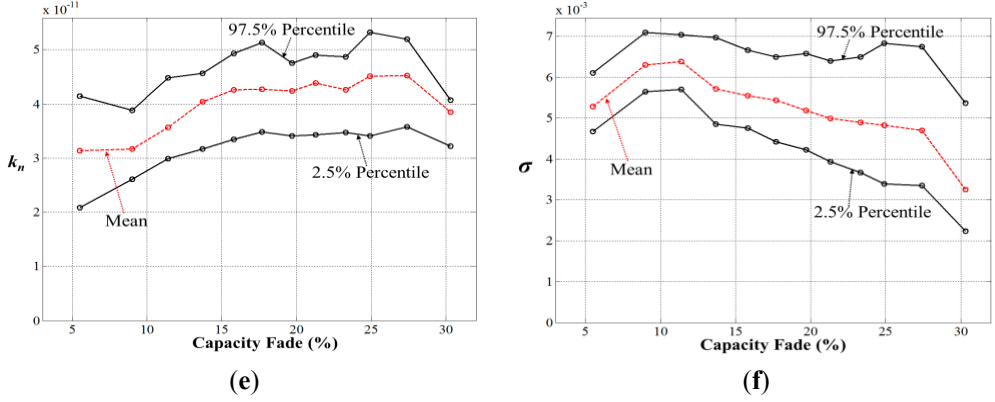 x 10⁻¹¹
5
4
3
2
1
0
kₙ
97.5% Percentile
2.5% Percentile
Mean
5 10 15 20 25 30
Capacity Fade (%)
(e)
x 10⁻³
7
6
5
4
3
2
1
0
σ
97.5% Percentile
Mean
2.5% Percentile
5 10 15 20 25 30
Capacity Fade (%)
(f)